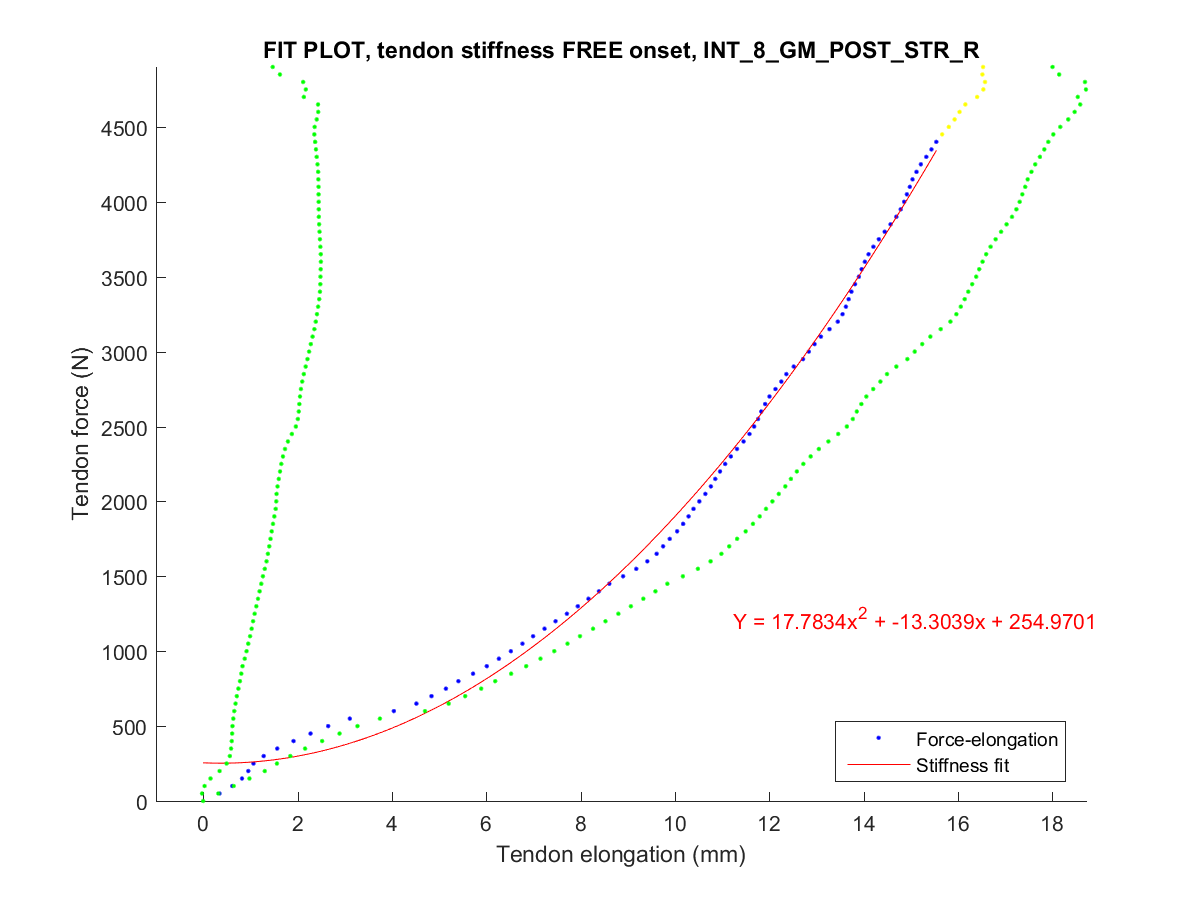 FIT PLOT, tendon stiffness FREE onset, INT_8_GM_POST_STR_R
4500
4000
3500
3000
2500
2000
1500
1000
500
0
Tendon force (N)
Y = 17.7834x² + -13.3039x + 254.9701
Force-elongation
Stiffness fit
0 2 4 6 8 10 12 14 16 18
Tendon elongation (mm)